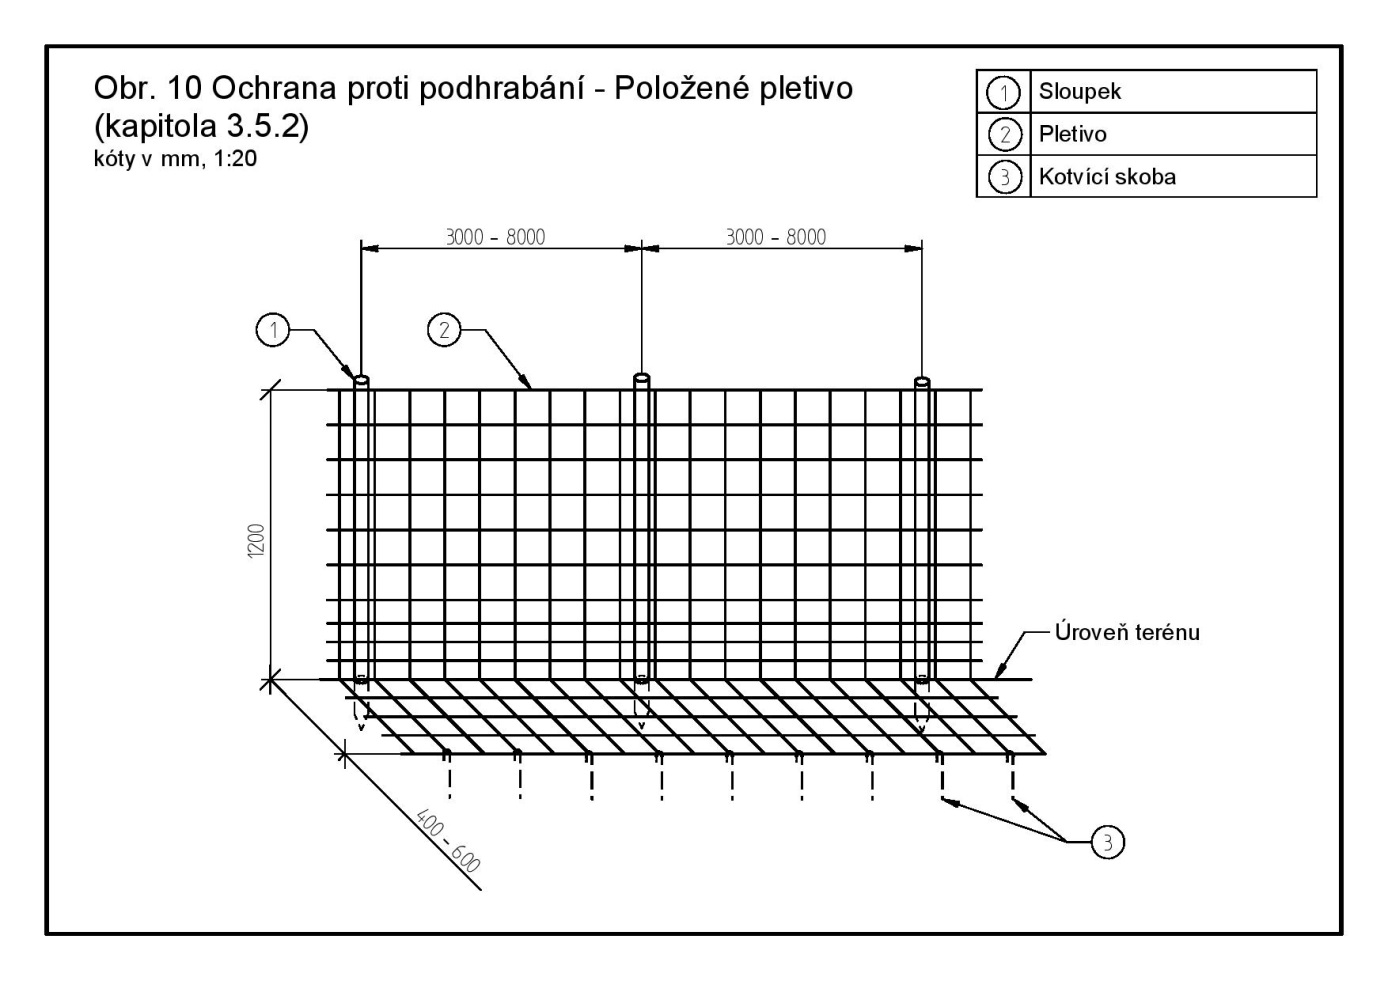 Obr. 10 Ochrana proti podhrabání - Položené pletivo
(kapitola 3.5.2)
kóty v mm, 1:20
1 Sloupek
2 Pletivo
3 Kotvící skoba
3000 - 8000
3000 - 8000
1
2
1200
Úroveň terénu
400 - 600
3